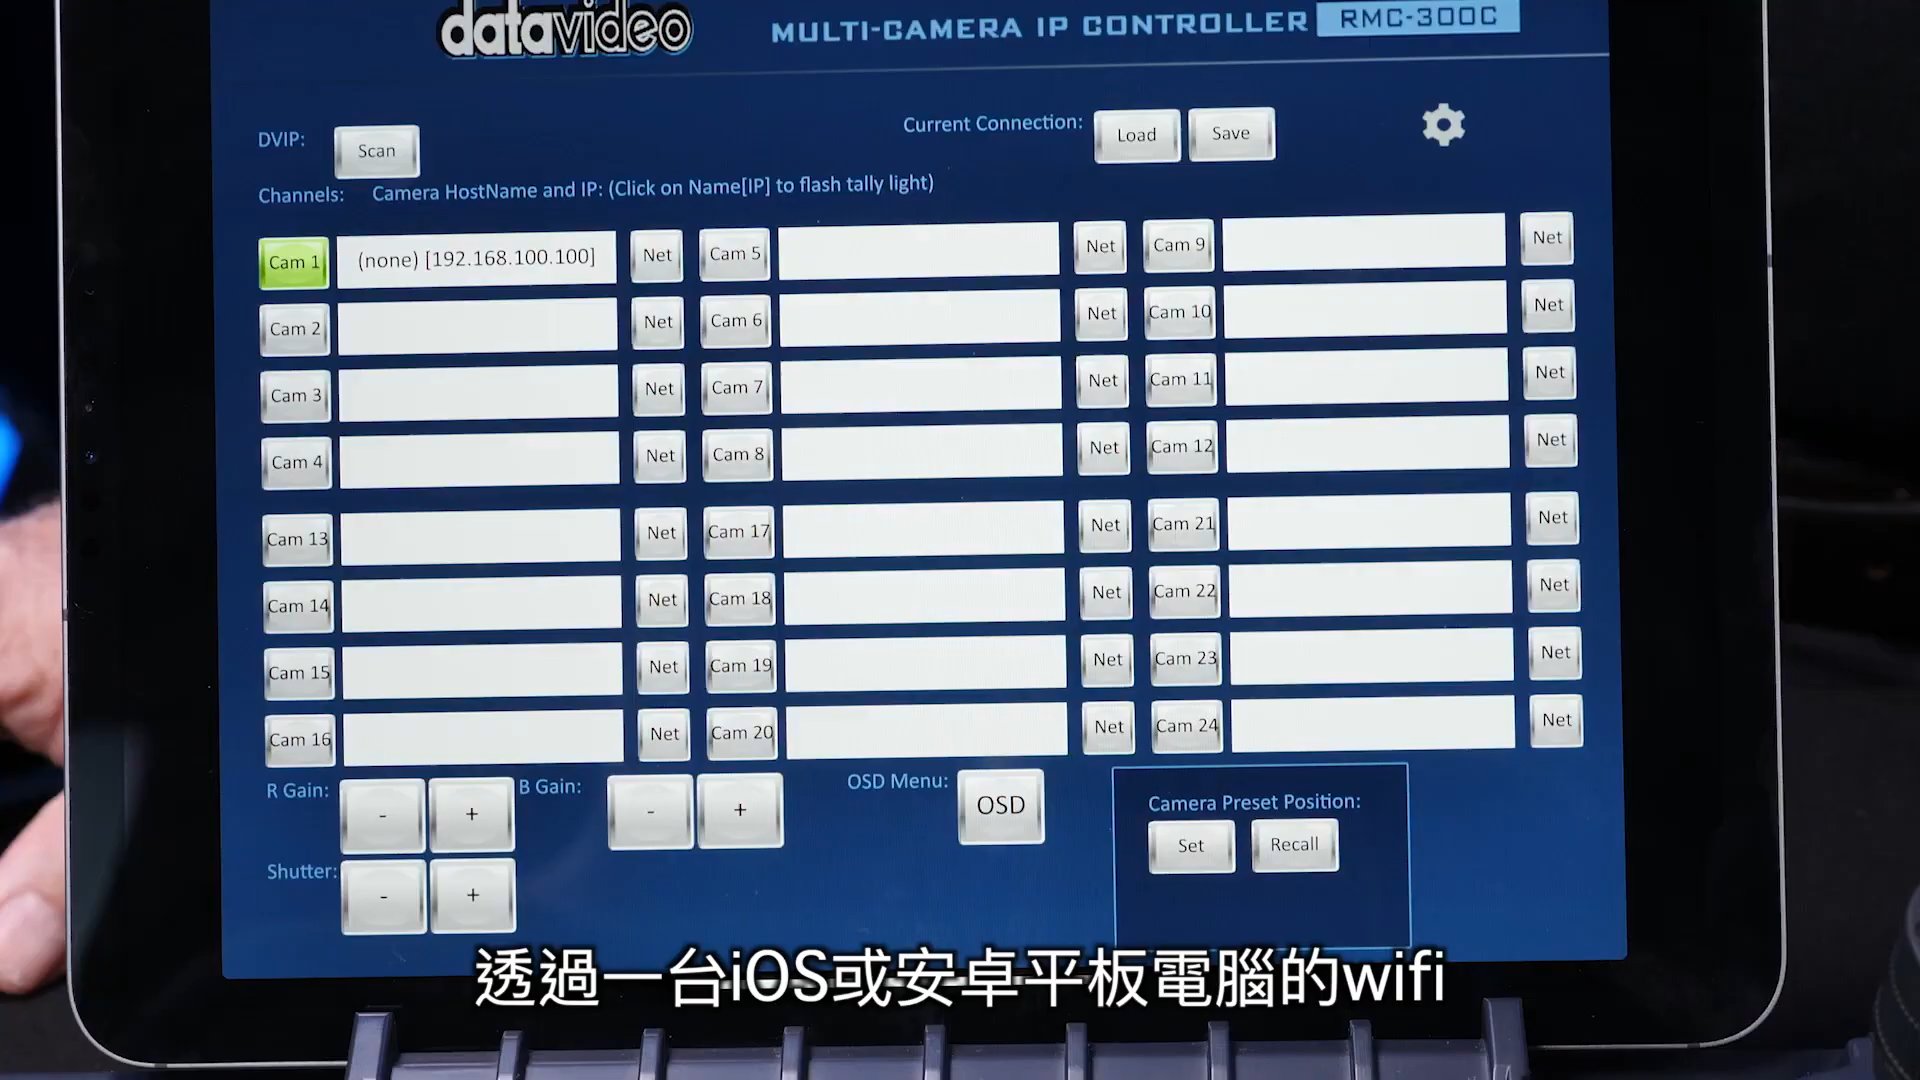 datavideo MULTI-CAMERA IP CONTROLLER RMC-300C
DVIP: Scan Current Connection: Load Save
Channels: Camera HostName and IP: (Click on Name[IP] to flash tally light)
Cam 1 (none) [192.168.100.100] Net Cam 5 Net Cam 9 Net
Cam 2 Net Cam 6 Net Cam 10 Net
Cam 3 Net Cam 7 Net Cam 11 Net
Cam 4 Net Cam 8 Net Cam 12 Net
Cam 13 Net Cam 17 Net Cam 21 Net
Cam 14 Net Cam 18 Net Cam 22 Net
Cam 15 Net Cam 19 Net Cam 23 Net
Cam 16 Net Cam 20 Net Cam 24 Net
R Gain: - + B Gain: - + OSD Menu: OSD Camera Preset Position:
Set Recall
Shutter: - +
透過一台iOS或安卓平板電腦的wifi